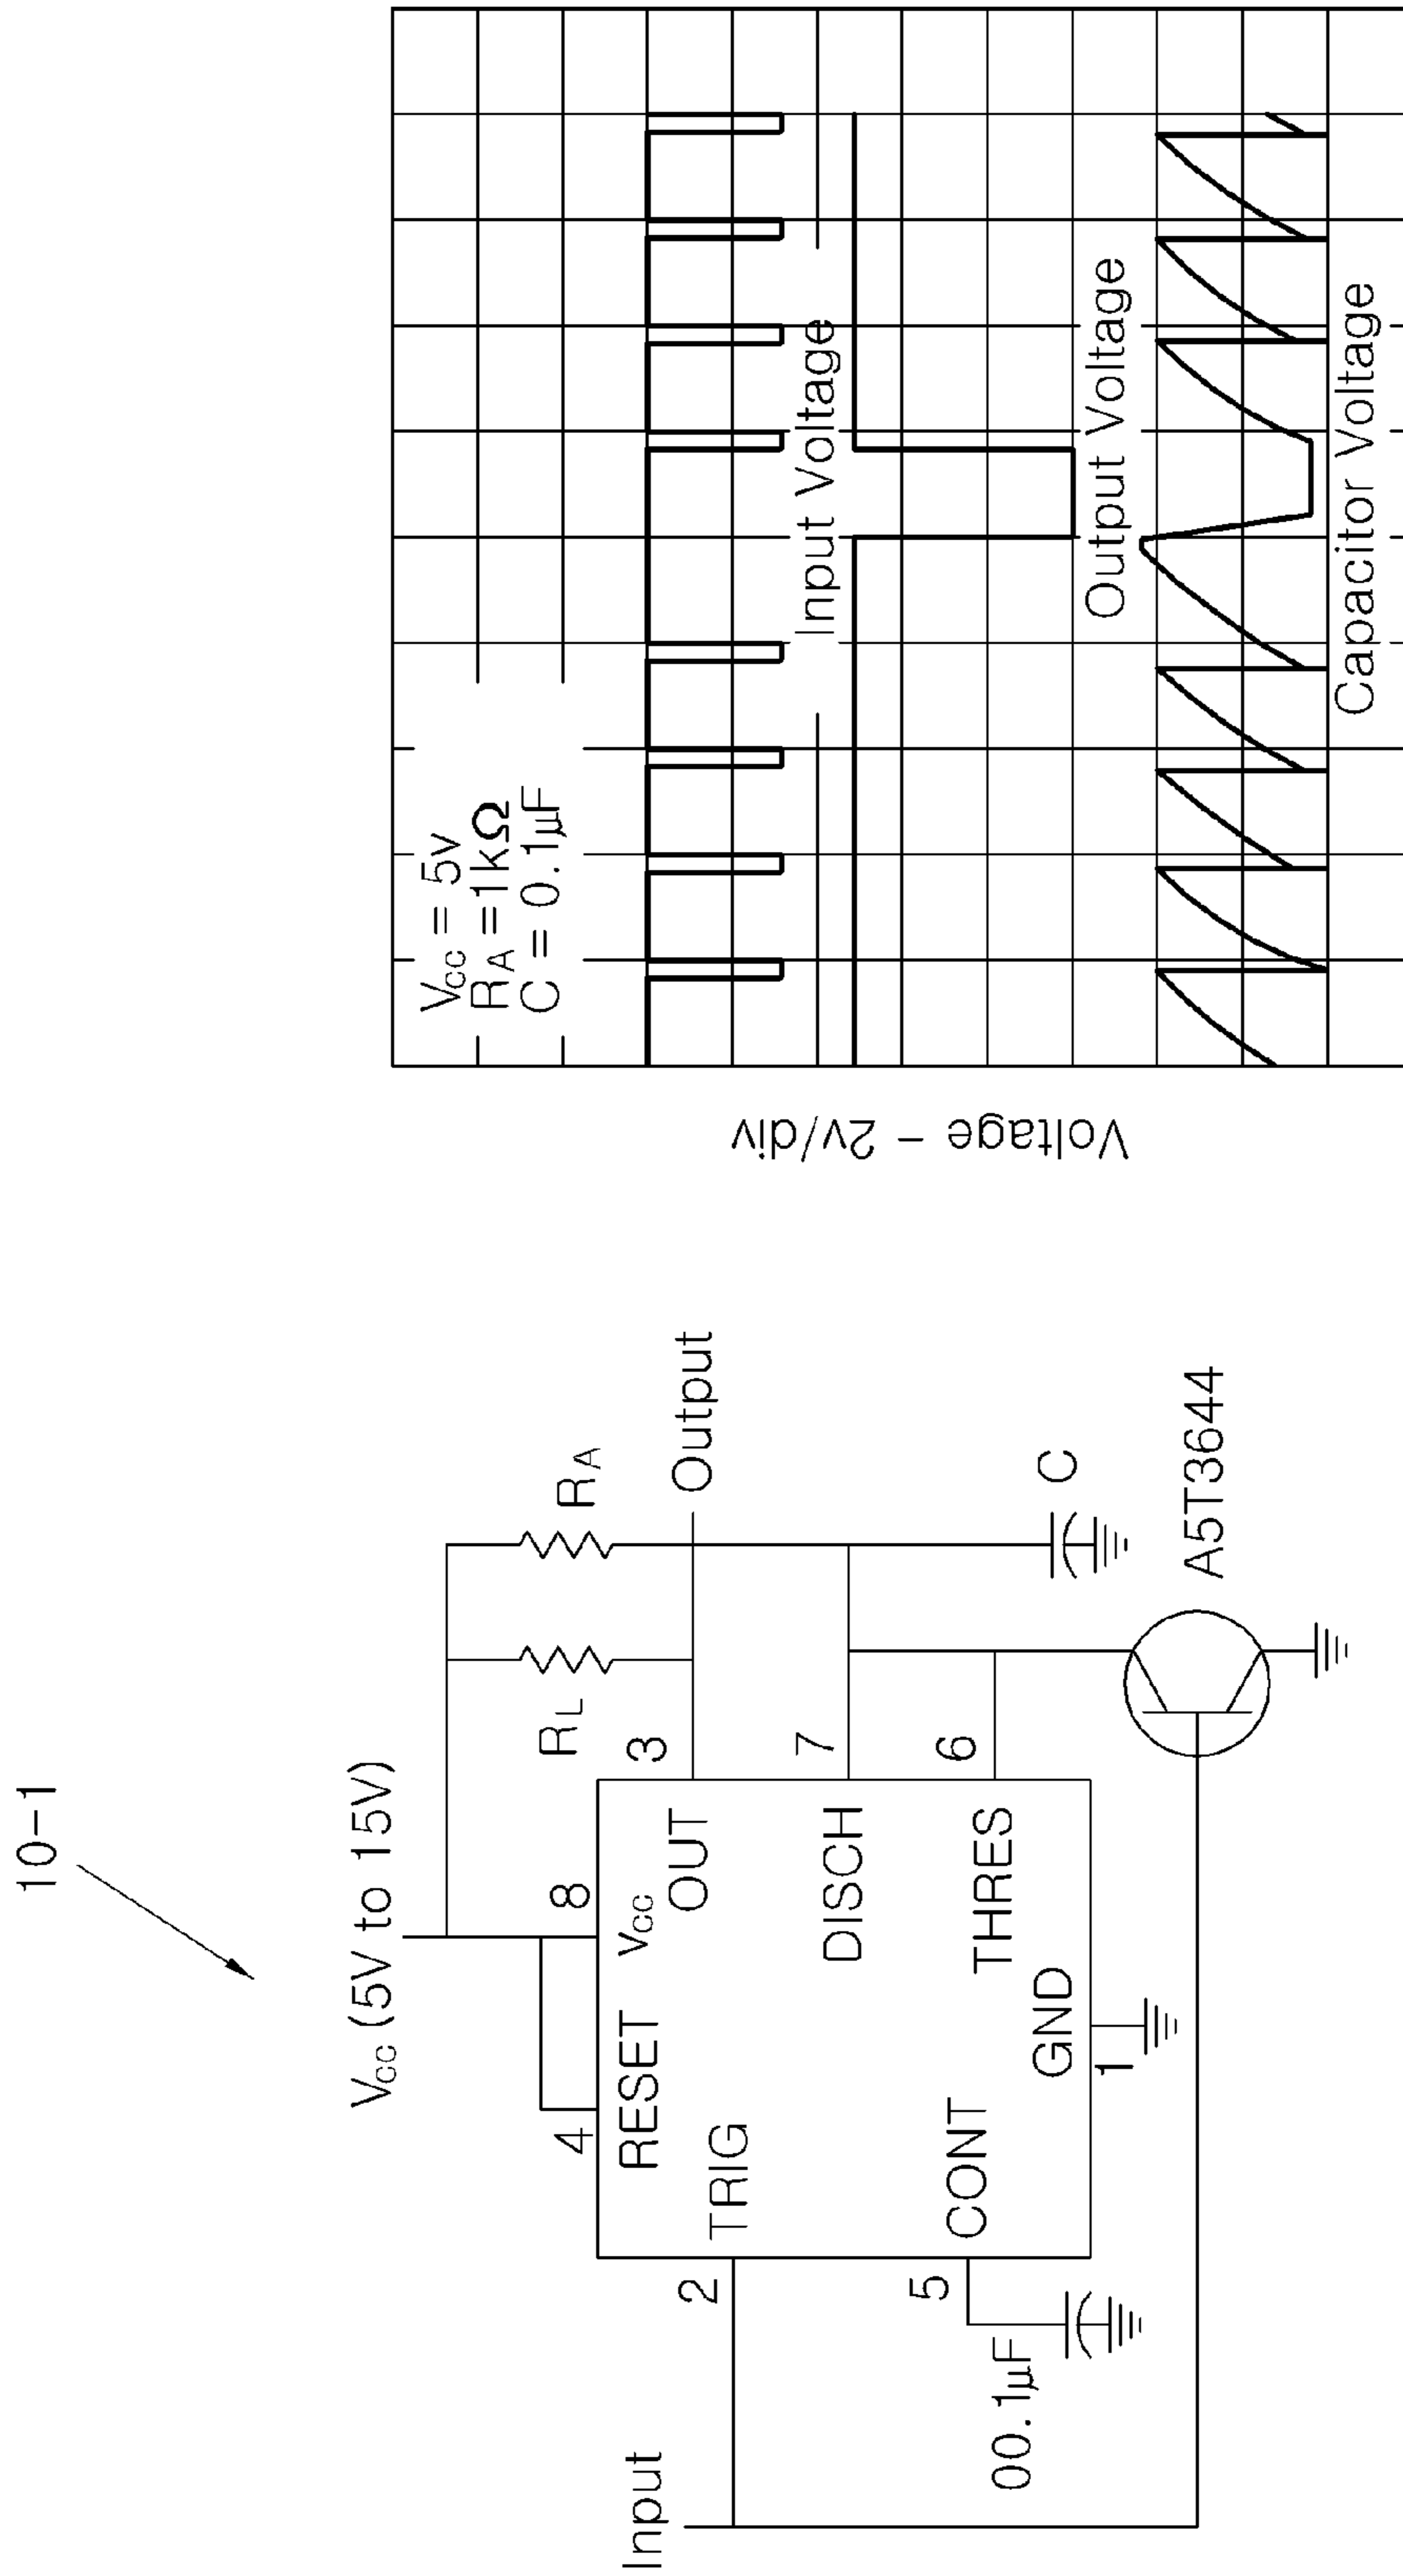 10-1
Vcc (5V to 15V)
RL
RA
4
8
RESET
Vcc
3
OUT
Output
Input
2
TRIG
7
DISCH
5
CONT
6
THRES
GND
1
00.1μF
C
A5T3644
Voltage - 2v/div
Vcc = 5v
RA =1kΩ
C = 0.1μF
Input Voltage
Output Voltage
Capacitor Voltage